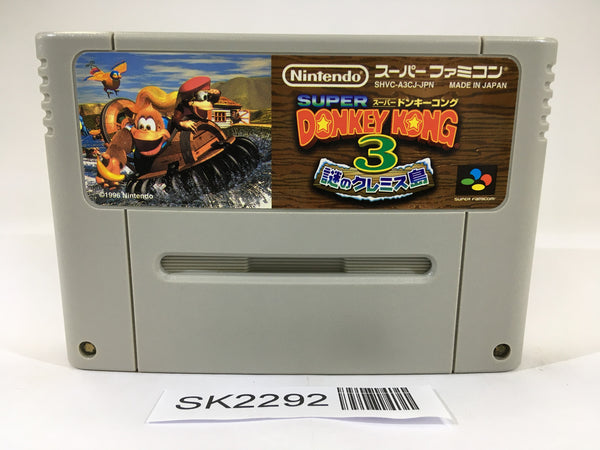 Nintendo スーパーファミコン
SHVC-A3CJ-JPN MADE IN JAPAN
SUPER スーパードンキーコング
DONKEY KONG
3
謎のクレミス島
SUPER FAMICOM
©1996 Nintendo
SK2292